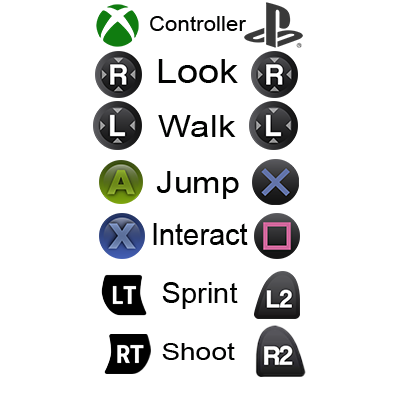 Controller
R Look R
L Walk L
A Jump
X Interact
LT Sprint L2
RT Shoot R2